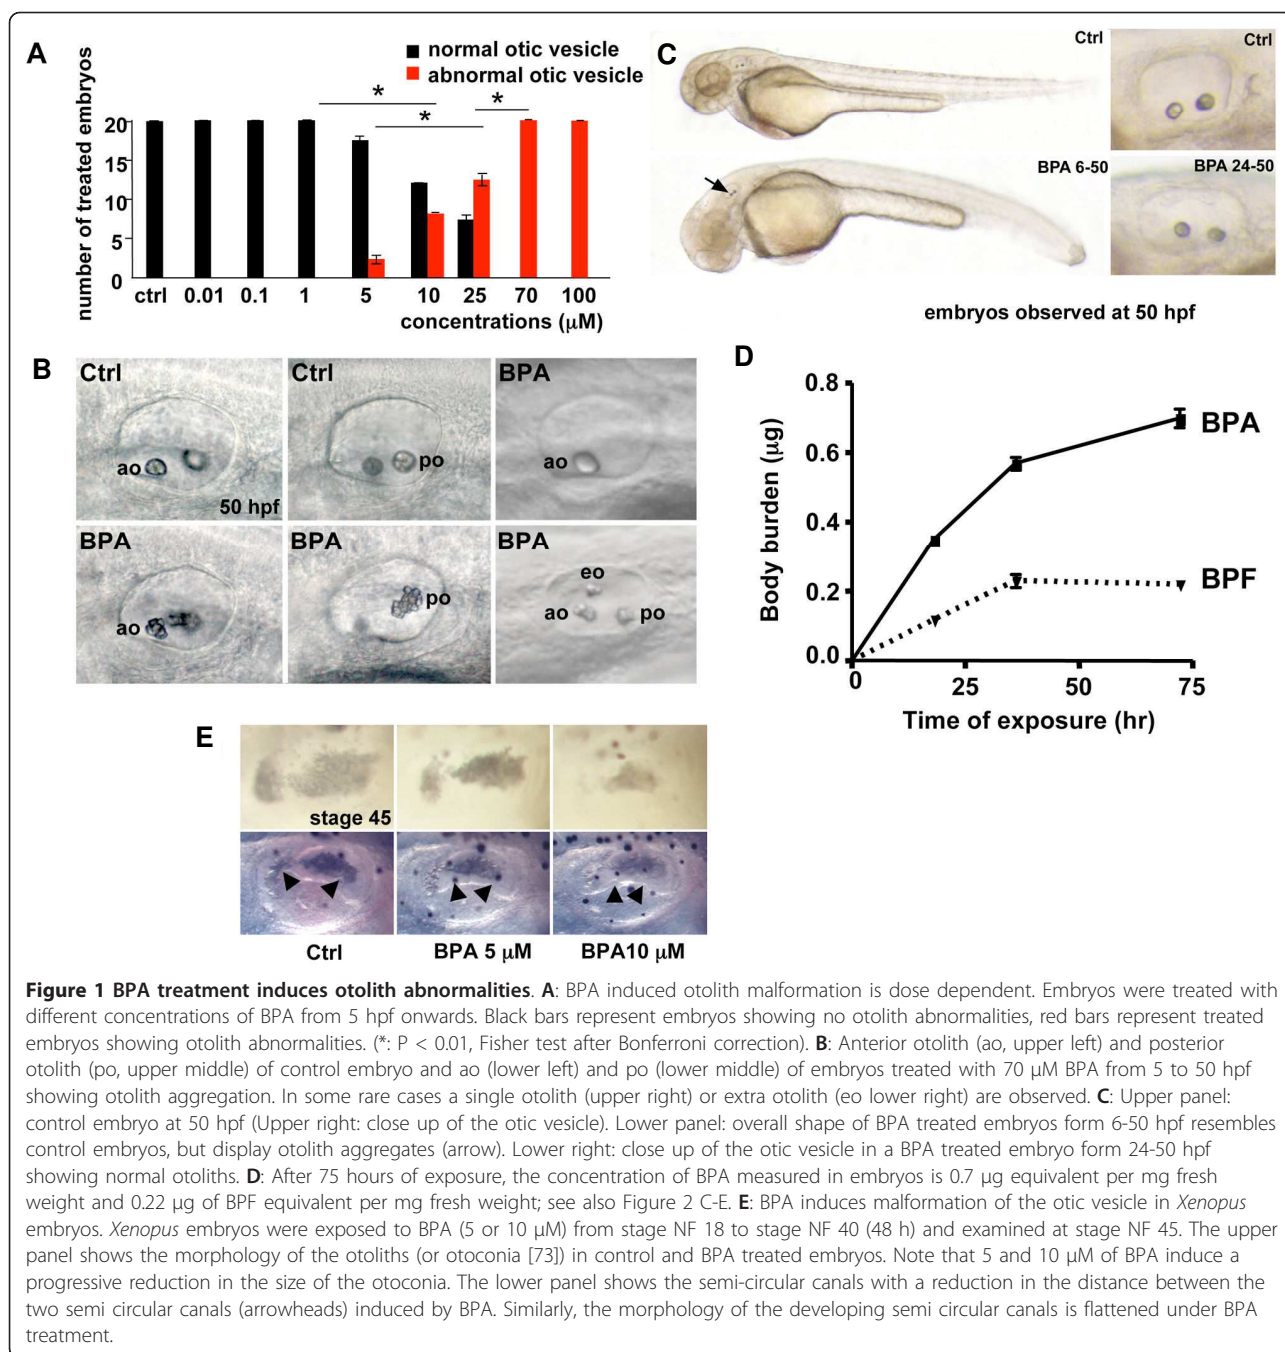 A
normal otic vesicle
abnormal otic vesicle
number of treated embryos
20
15
10
5
0
* * *
ctrl 0.01 0.1 1 5 10 25 70 100
concentrations (μM)
C
Ctrl
Ctrl
BPA 6-50
BPA 24-50
embryos observed at 50 hpf
B
Ctrl
ao
50 hpf
Ctrl
po
BPA
ao
BPA
ao
BPA
po
BPA
eo
ao
po
D
Body burden (μg)
0.8
0.6
0.4
0.2
0.0
BPA
BPF
0 25 50 75
Time of exposure (hr)
E
stage 45
Ctrl
BPA 5 μM
BPA10 μM
Figure 1 BPA treatment induces otolith abnormalities. A: BPA induced otolith malformation is dose dependent. Embryos were treated with
different concentrations of BPA from 5 hpf onwards. Black bars represent embryos showing no otolith abnormalities, red bars represent treated
embryos showing otolith abnormalities. (*: P < 0.01, Fisher test after Bonferroni correction). B: Anterior otolith (ao, upper left) and posterior
otolith (po, upper middle) of control embryo and ao (lower left) and po (lower middle) of embryos treated with 70 μM BPA from 5 to 50 hpf
showing otolith aggregation. In some rare cases a single otolith (upper right) or extra otolith (eo lower right) are observed. C: Upper panel:
control embryo at 50 hpf (Upper right: close up of the otic vesicle). Lower panel: overall shape of BPA treated embryos form 6-50 hpf resembles
control embryos, but display otolith aggregates (arrow). Lower right: close up of the otic vesicle in a BPA treated embryo form 24-50 hpf
showing normal otoliths. D: After 75 hours of exposure, the concentration of BPA measured in embryos is 0.7 μg equivalent per mg fresh
weight and 0.22 μg of BPF equivalent per mg fresh weight; see also Figure 2 C-E. E: BPA induces malformation of the otic vesicle in Xenopus
embryos. Xenopus embryos were exposed to BPA (5 or 10 μM) from stage NF 18 to stage NF 40 (48 h) and examined at stage NF 45. The upper
panel shows the morphology of the otoliths (or otoconia [73]) in control and BPA treated embryos. Note that 5 and 10 μM of BPA induce a
progressive reduction in the size of the otoconia. The lower panel shows the semi-circular canals with a reduction in the distance between the
two semi circular canals (arrowheads) induced by BPA. Similarly, the morphology of the developing semi circular canals is flattened under BPA
treatment.